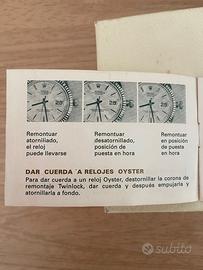 Remontuar
atornillado,
el reloj
puede llevarse
Remontuar
desatornillado,
posición de
puesta
en hora
Remontuar
en posición
de puesta
en hora
DAR CUERDA A RELOJES OYSTER
Para dar cuerda a un reloj Oyster, destornillar la corona de
remontaje Twinlock, dar cuerda y después empujarla y
atornillarla a fondo.
subito